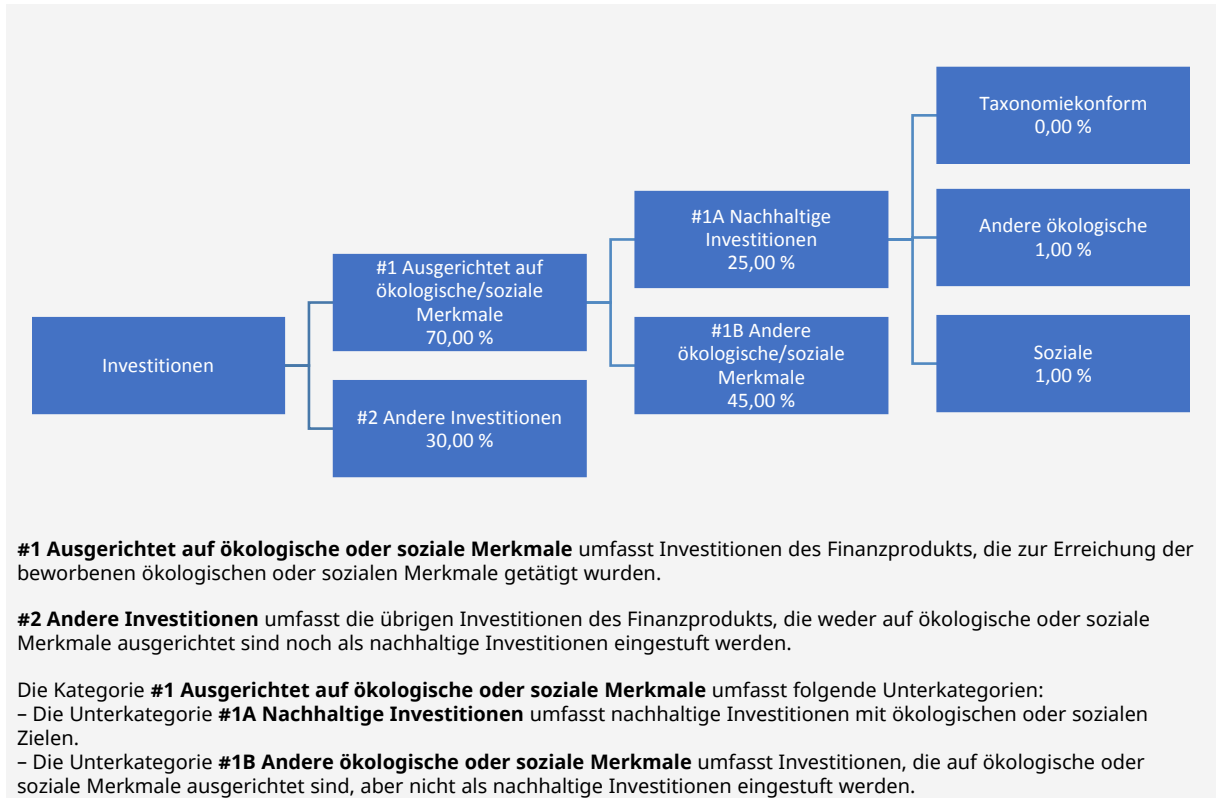 Taxonomiekonform
0,00 %
#1A Nachhaltige
Investitionen
25,00 %
Andere ökologische
1,00 %
#1 Ausgerichtet auf
ökologische/soziale
Merkmale
70,00 %
Investitionen
#1B Andere
ökologische/soziale
Merkmale
45,00 %
Soziale
1,00 %
#2 Andere Investitionen
30,00 %
#1 Ausgerichtet auf ökologische oder soziale Merkmale umfasst Investitionen des Finanzprodukts, die zur Erreichung der
beworbenen ökologischen oder sozialen Merkmale getätigt wurden.
#2 Andere Investitionen umfasst die übrigen Investitionen des Finanzprodukts, die weder auf ökologische oder soziale
Merkmale ausgerichtet sind noch als nachhaltige Investitionen eingestuft werden.
Die Kategorie #1 Ausgerichtet auf ökologische oder soziale Merkmale umfasst folgende Unterkategorien:
– Die Unterkategorie #1A Nachhaltige Investitionen umfasst nachhaltige Investitionen mit ökologischen oder sozialen
Zielen.
– Die Unterkategorie #1B Andere ökologische oder soziale Merkmale umfasst Investitionen, die auf ökologische oder
soziale Merkmale ausgerichtet sind, aber nicht als nachhaltige Investitionen eingestuft werden.